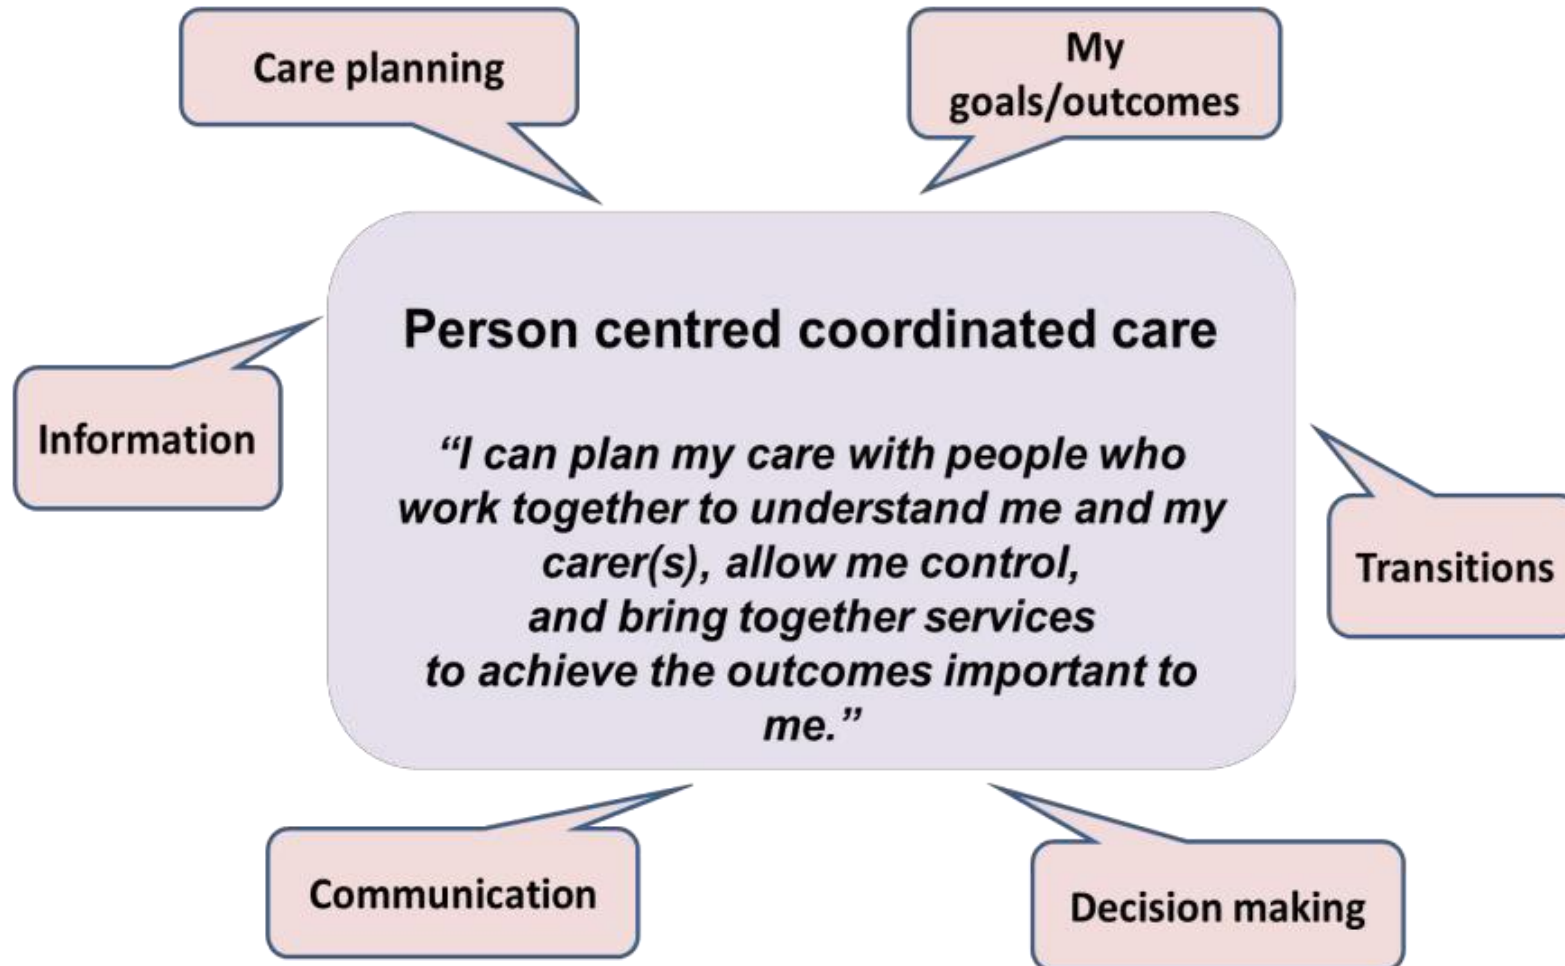 Care planning
My
goals/outcomes
Person centred coordinated care
Information
“I can plan my care with people who
work together to understand me and my
carer(s), allow me control,
and bring together services
to achieve the outcomes important to
me.”
Transitions
Communication
Decision making